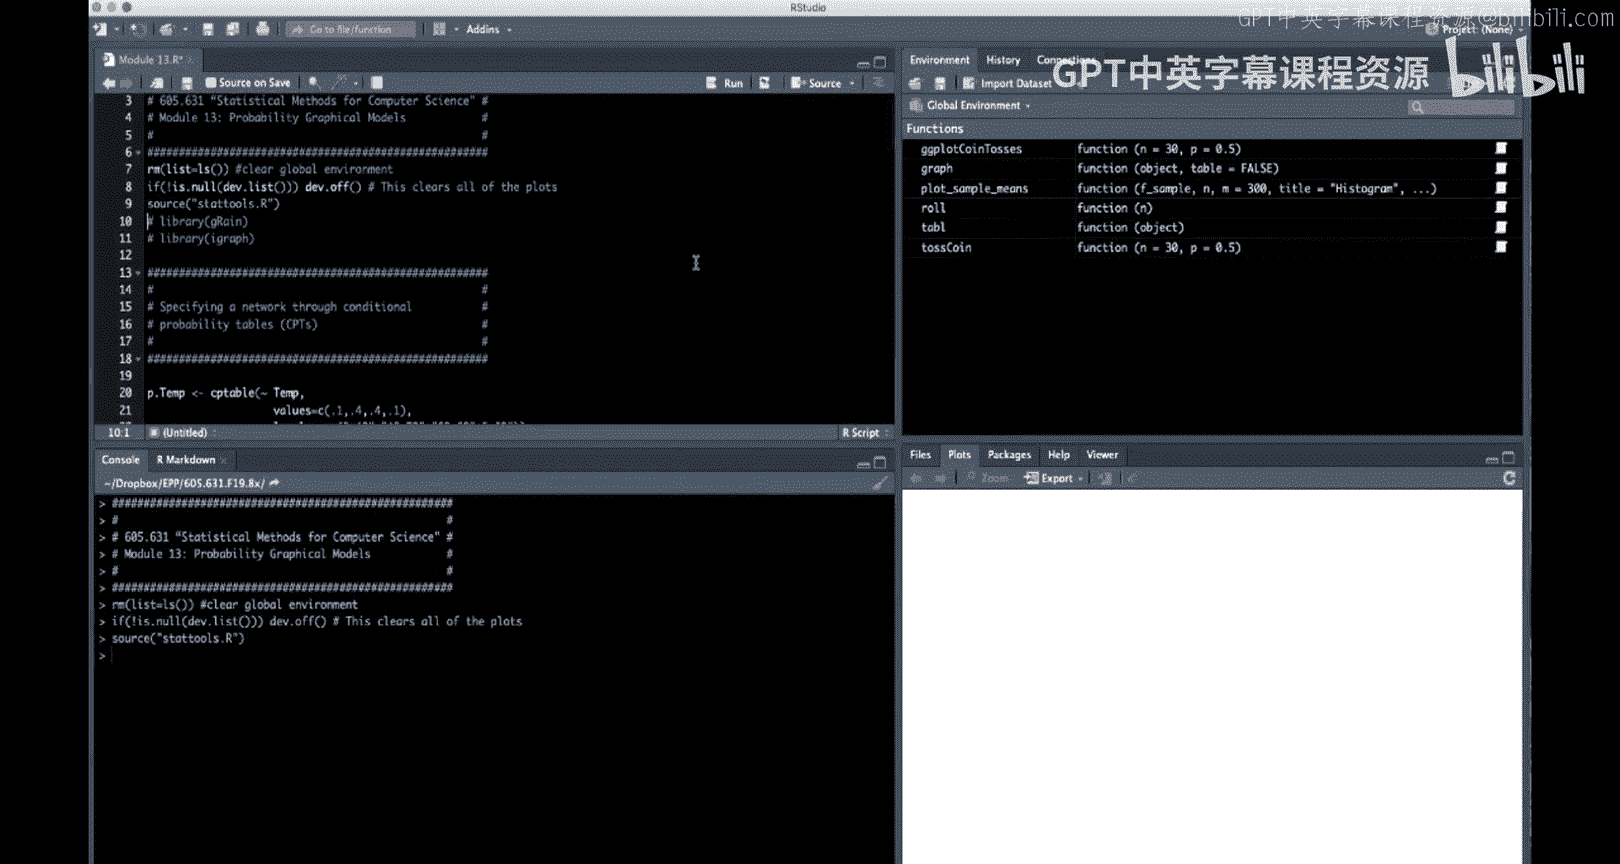 RStudio
GPT中英字幕课程资源@bilibili.com
Go to file/function
Addins
Project: (None)
Module 13.R*
Source on Save
Run
Source
3 # 605.631 "Statistical Methods for Computer Science" #
4 # Module 13: Probability Graphical Models #
5 # #
6 ######################################################
7 rm(list=ls()) #clear global environment
8 if(!is.null(dev.list())) dev.off() # This clears all of the plots
9 source("stattools.R")
10 # library(gRain)
11 # library(igraph)
12
13 ######################################################
14 # #
15 # Specifying a network through conditional #
16 # probability tables (CPTs) #
17 # #
18 ######################################################
19
20 p.Temp <- cptable(~ Temp,
21 values=c(.1,.4,.4,.1),
10:1 (Untitled) R Script
Console R Markdown
~/Dropbox/EPP/605.631.F19.8x/
> ######################################################
> # #
> # 605.631 "Statistical Methods for Computer Science" #
> # Module 13: Probability Graphical Models #
> # #
> ######################################################
> rm(list=ls()) #clear global environment
> if(!is.null(dev.list())) dev.off() # This clears all of the plots
> source("stattools.R")
>
Environment History
GPT中英字幕课程资源 bilibili
Import Dataset
Global Environment
Functions
ggplotCoinTosses function (n = 30, p = 0.5)
graph function (object, table = FALSE)
plot_sample_means function (f_sample, n, m = 300, title = "Histogram", ...)
roll function (n)
tabl function (object)
tossCoin function (n = 30, p = 0.5)
Files Plots Packages Help Viewer
Zoom Export